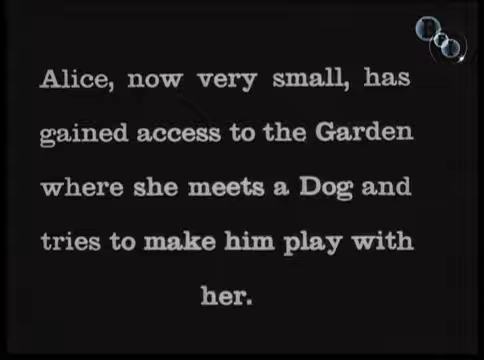 BFI
Alice, now very small, has
gained access to the Garden
where she meets a Dog and
tries to make him play with
her.